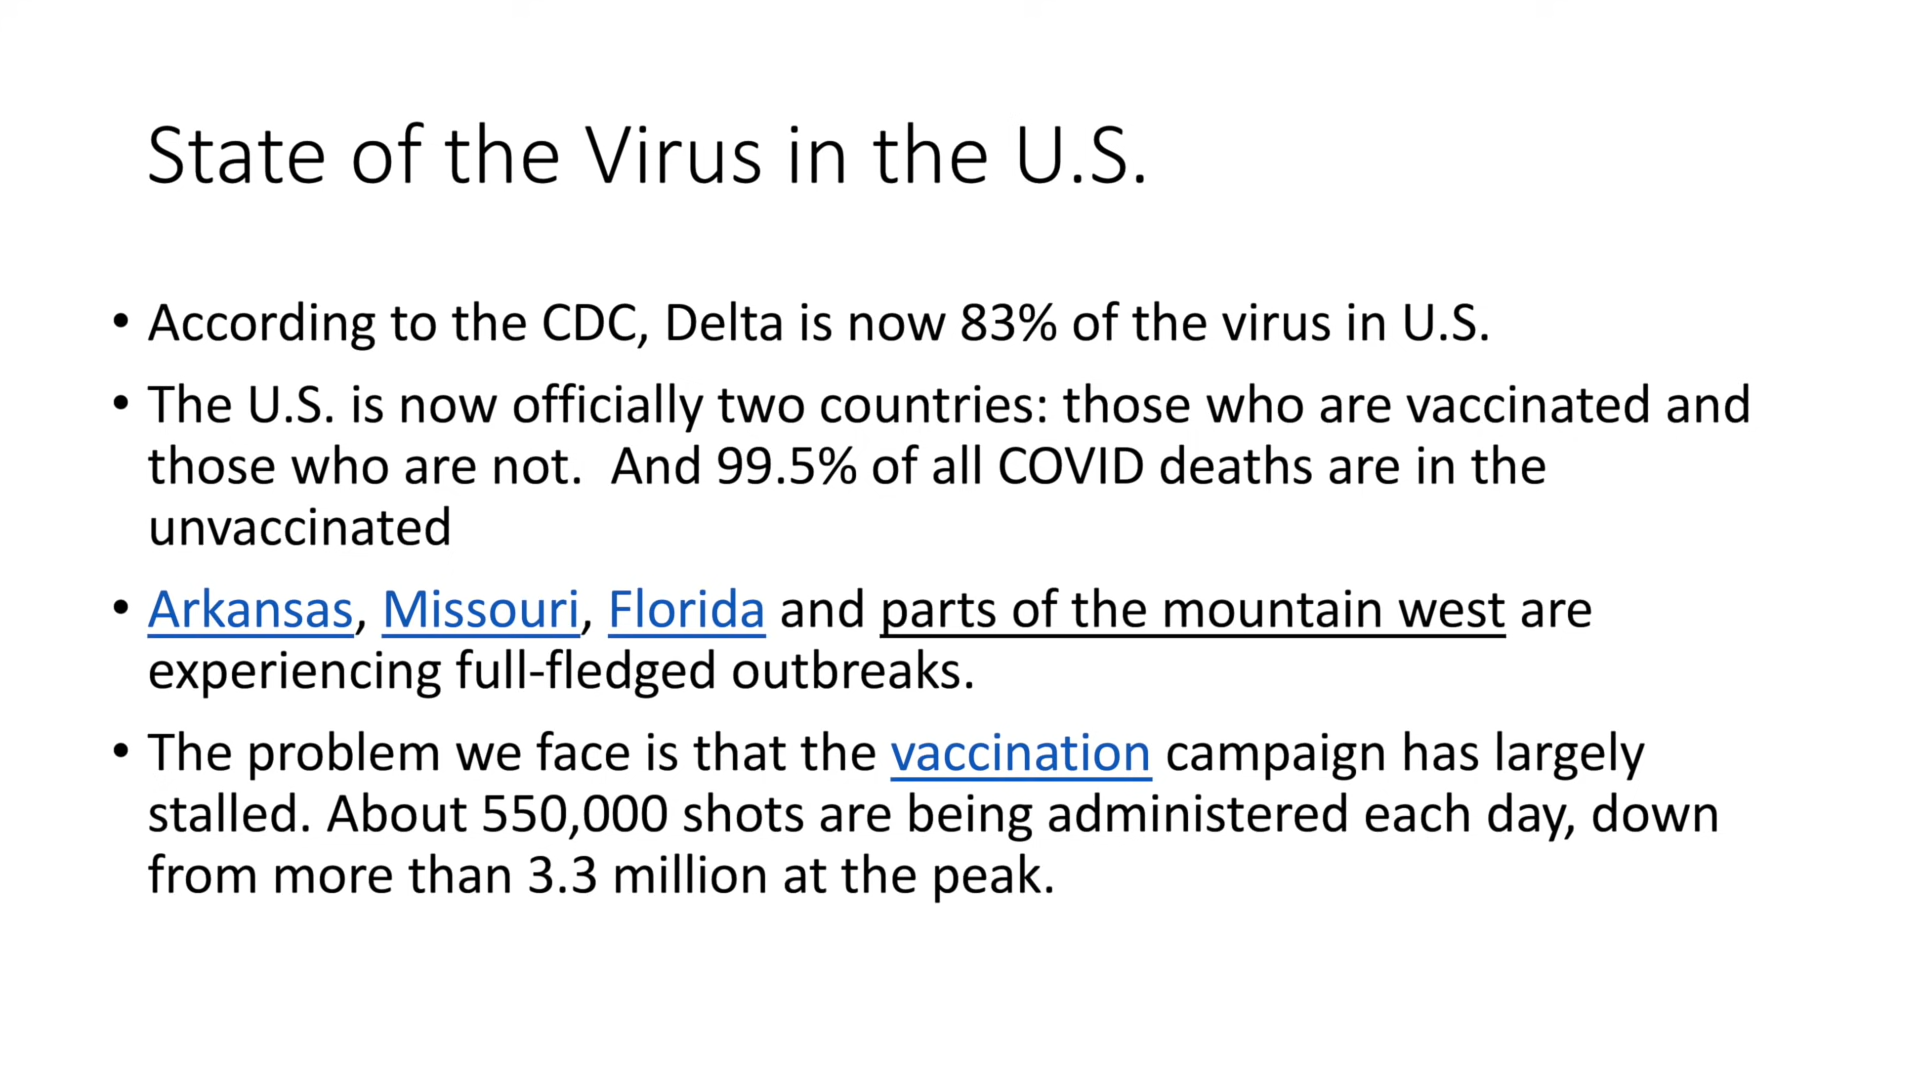 State of the Virus in the U.S.
• According to the CDC, Delta is now 83% of the virus in U.S.
• The U.S. is now officially two countries: those who are vaccinated and
those who are not.  And 99.5% of all COVID deaths are in the
unvaccinated
• Arkansas, Missouri, Florida and parts of the mountain west are
experiencing full-fledged outbreaks.
• The problem we face is that the vaccination campaign has largely
stalled. About 550,000 shots are being administered each day, down
from more than 3.3 million at the peak.